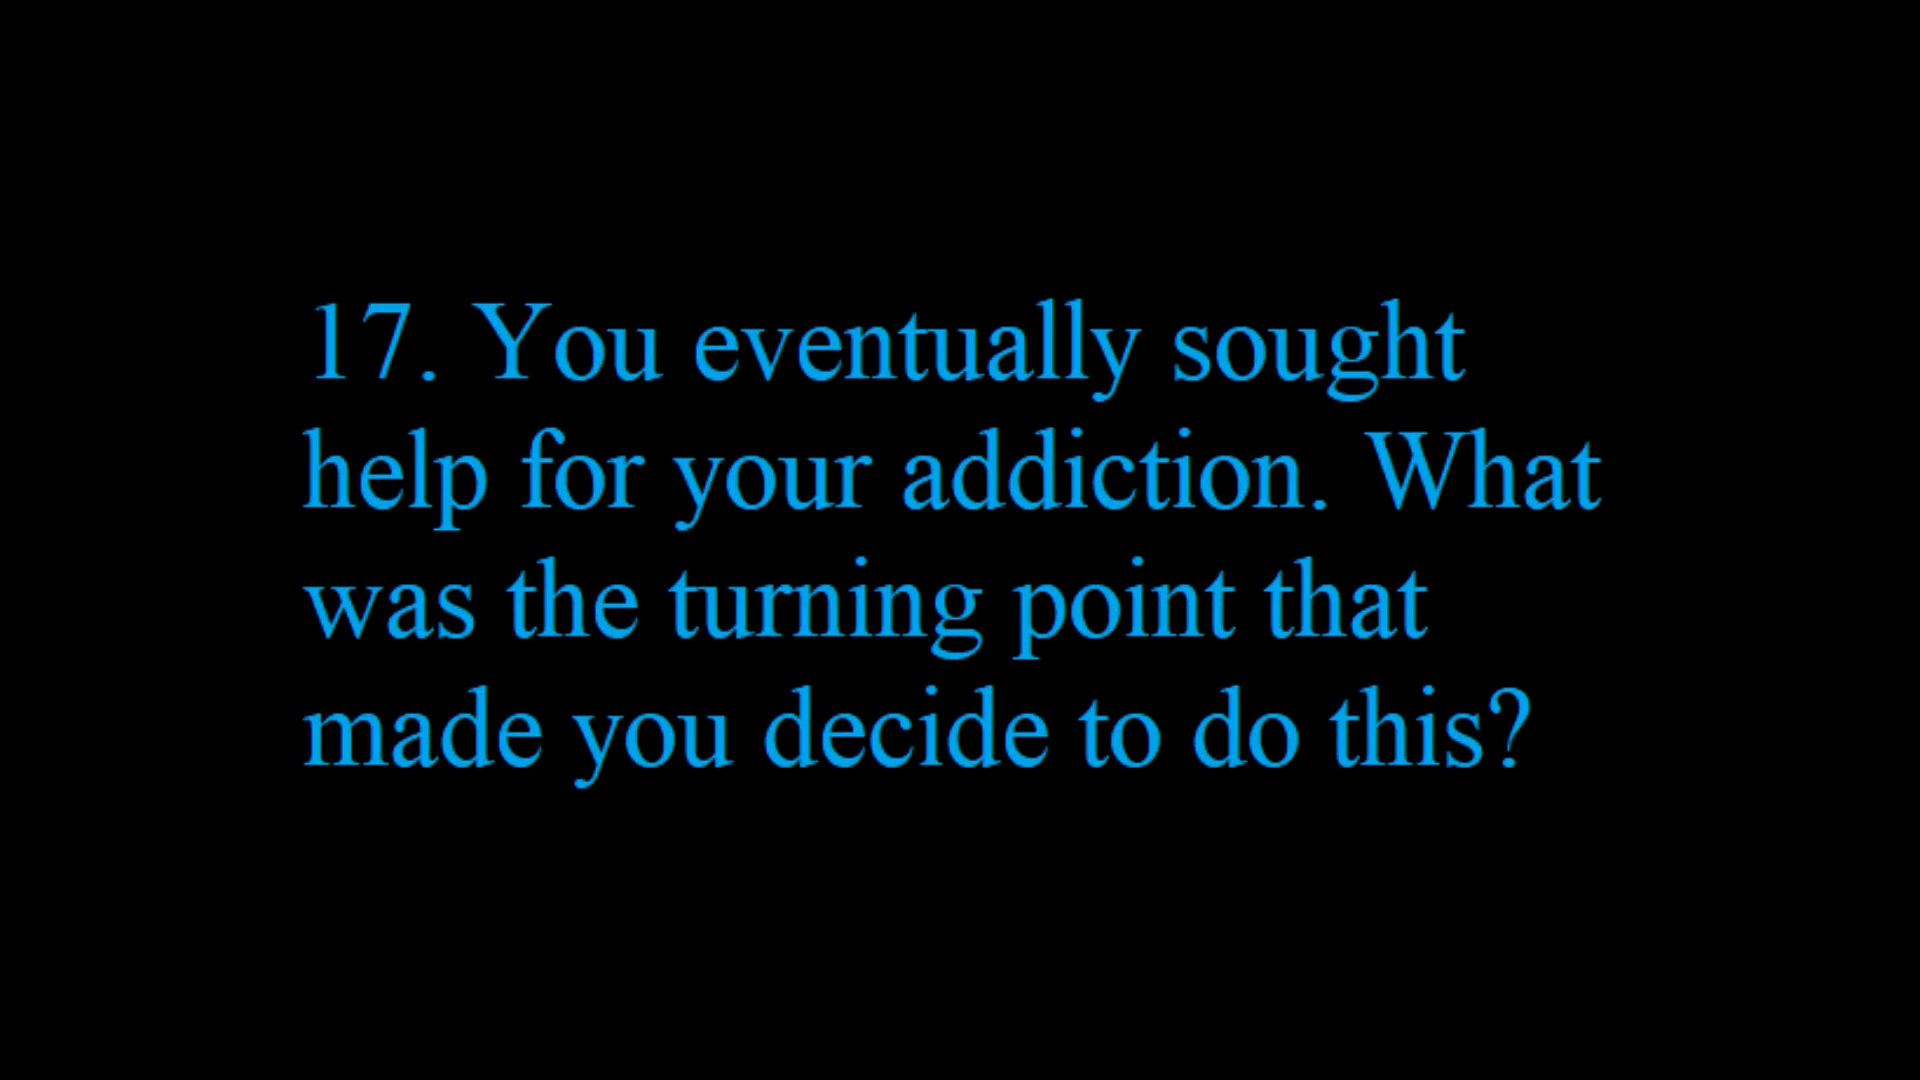 17. You eventually sought
help for your addiction. What
was the turning point that
made you decide to do this?